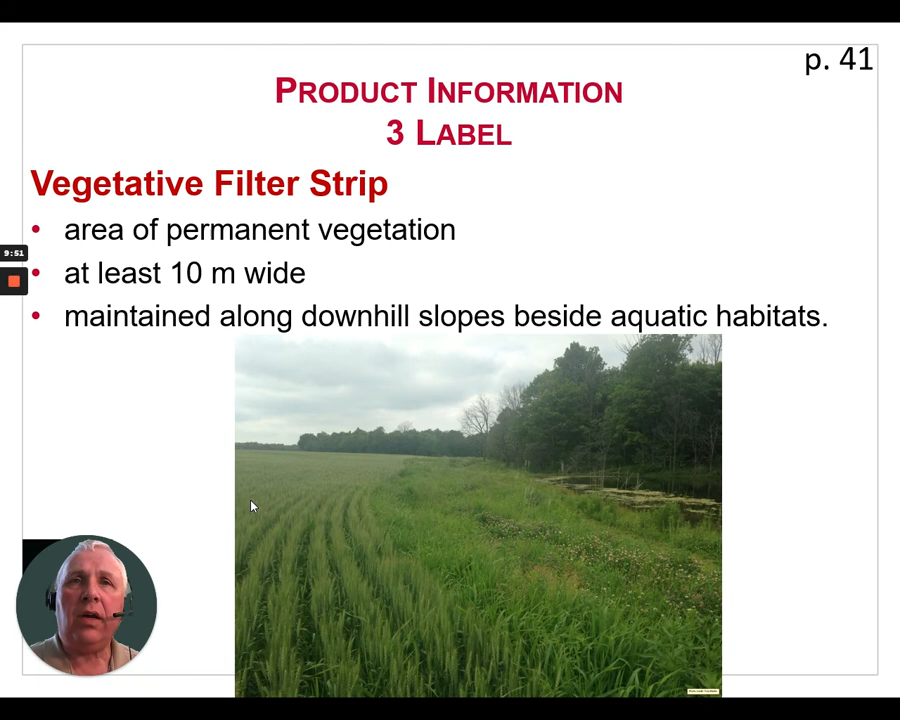 p. 41
PRODUCT INFORMATION
3 LABEL
Vegetative Filter Strip
• area of permanent vegetation
9:51
• at least 10 m wide
• maintained along downhill slopes beside aquatic habitats.